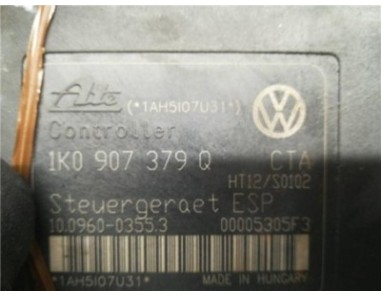 Ate (*1AH5I07U31*)
Controller
1K0 907 379 Q CTA
HT12/S0102
Steuergeraet ESP
10.0960-0355.3 00005305F3
*1AH5I07U31* MADE IN HUNGARY